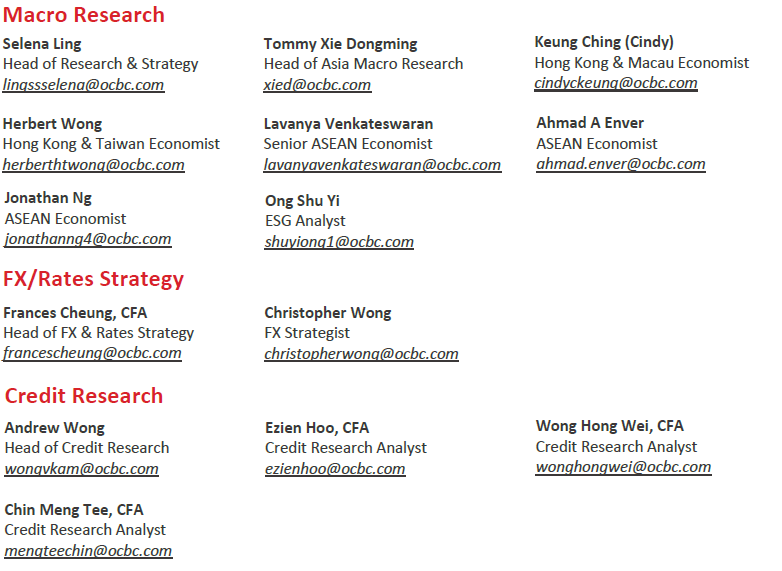 Macro Research
Selena Ling
Head of Research & Strategy
lingssselena@ocbc.com
Tommy Xie Dongming
Head of Asia Macro Research
xied@ocbc.com
Keung Ching (Cindy)
Hong Kong & Macau Economist
cindyckeung@ocbc.com
Herbert Wong
Hong Kong & Taiwan Economist
herberthtwong@ocbc.com
Lavanya Venkateswaran
Senior ASEAN Economist
lavanyavenkateswaran@ocbc.com
Ahmad A Enver
ASEAN Economist
ahmad.enver@ocbc.com
Jonathan Ng
ASEAN Economist
jonathanng4@ocbc.com
Ong Shu Yi
ESG Analyst
shuyiong1@ocbc.com
FX/Rates Strategy
Frances Cheung, CFA
Head of FX & Rates Strategy
francescheung@ocbc.com
Christopher Wong
FX Strategist
christopherwong@ocbc.com
Credit Research
Andrew Wong
Head of Credit Research
wongvkam@ocbc.com
Ezien Hoo, CFA
Credit Research Analyst
ezienhoo@ocbc.com
Wong Hong Wei, CFA
Credit Research Analyst
wonghongwei@ocbc.com
Chin Meng Tee, CFA
Credit Research Analyst
mengteechin@ocbc.com